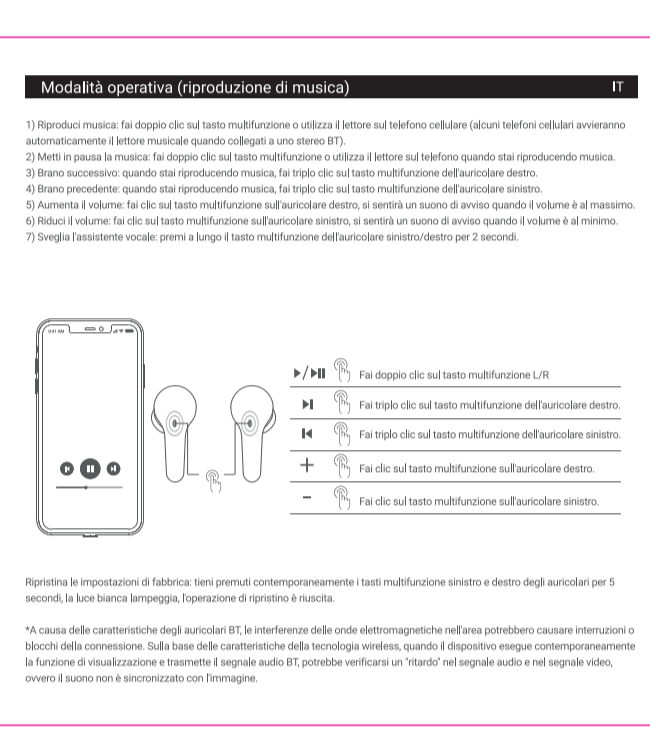 Modalità operativa (riproduzione di musica) IT
1) Riproduci musica: fai doppio clic sul tasto multifunzione o utilizza il lettore sul telefono cellulare (alcuni telefoni cellulari avvieranno
automaticamente il lettore musicale quando collegati a uno stereo BT).
2) Metti in pausa la musica: fai doppio clic sul tasto multifunzione o utilizza il lettore sul telefono quando stai riproducendo musica.
3) Brano successivo: quando stai riproducendo musica, fai triplo clic sul tasto multifunzione dell'auricolare destro.
4) Brano precedente: quando stai riproducendo musica, fai triplo clic sul tasto multifunzione dell'auricolare sinistro.
5) Aumenta il volume: fai clic sul tasto multifunzione sull'auricolare destro, si sentirà un suono di avviso quando il volume è al massimo.
6) Riduci il volume: fai clic sul tasto multifunzione sull'auricolare sinistro, si sentirà un suono di avviso quando il volume è al minimo.
7) Sveglia l'assistente vocale: premi a lungo il tasto multifunzione dell'auricolare sinistro/destro per 2 secondi.
9:41 AM
Fai doppio clic sul tasto multifunzione L/R
Fai triplo clic sul tasto multifunzione dell'auricolare destro.
Fai triplo clic sul tasto multifunzione dell'auricolare sinistro.
+ Fai clic sul tasto multifunzione sull'auricolare destro.
- Fai clic sul tasto multifunzione sull'auricolare sinistro.
Ripristina le impostazioni di fabbrica: tieni premuti contemporaneamente i tasti multifunzione sinistro e destro degli auricolari per 5
secondi, la luce bianca lampeggia, l'operazione di ripristino è riuscita.
*A causa delle caratteristiche degli auricolari BT, le interferenze delle onde elettromagnetiche nell'area potrebbero causare interruzioni o
blocchi della connessione. Sulla base delle caratteristiche della tecnologia wireless, quando il dispositivo esegue contemporaneamente
la funzione di visualizzazione e trasmette il segnale audio BT, potrebbe verificarsi un "ritardo" nel segnale audio e nel segnale video,
ovvero il suono non è sincronizzato con l'immagine.